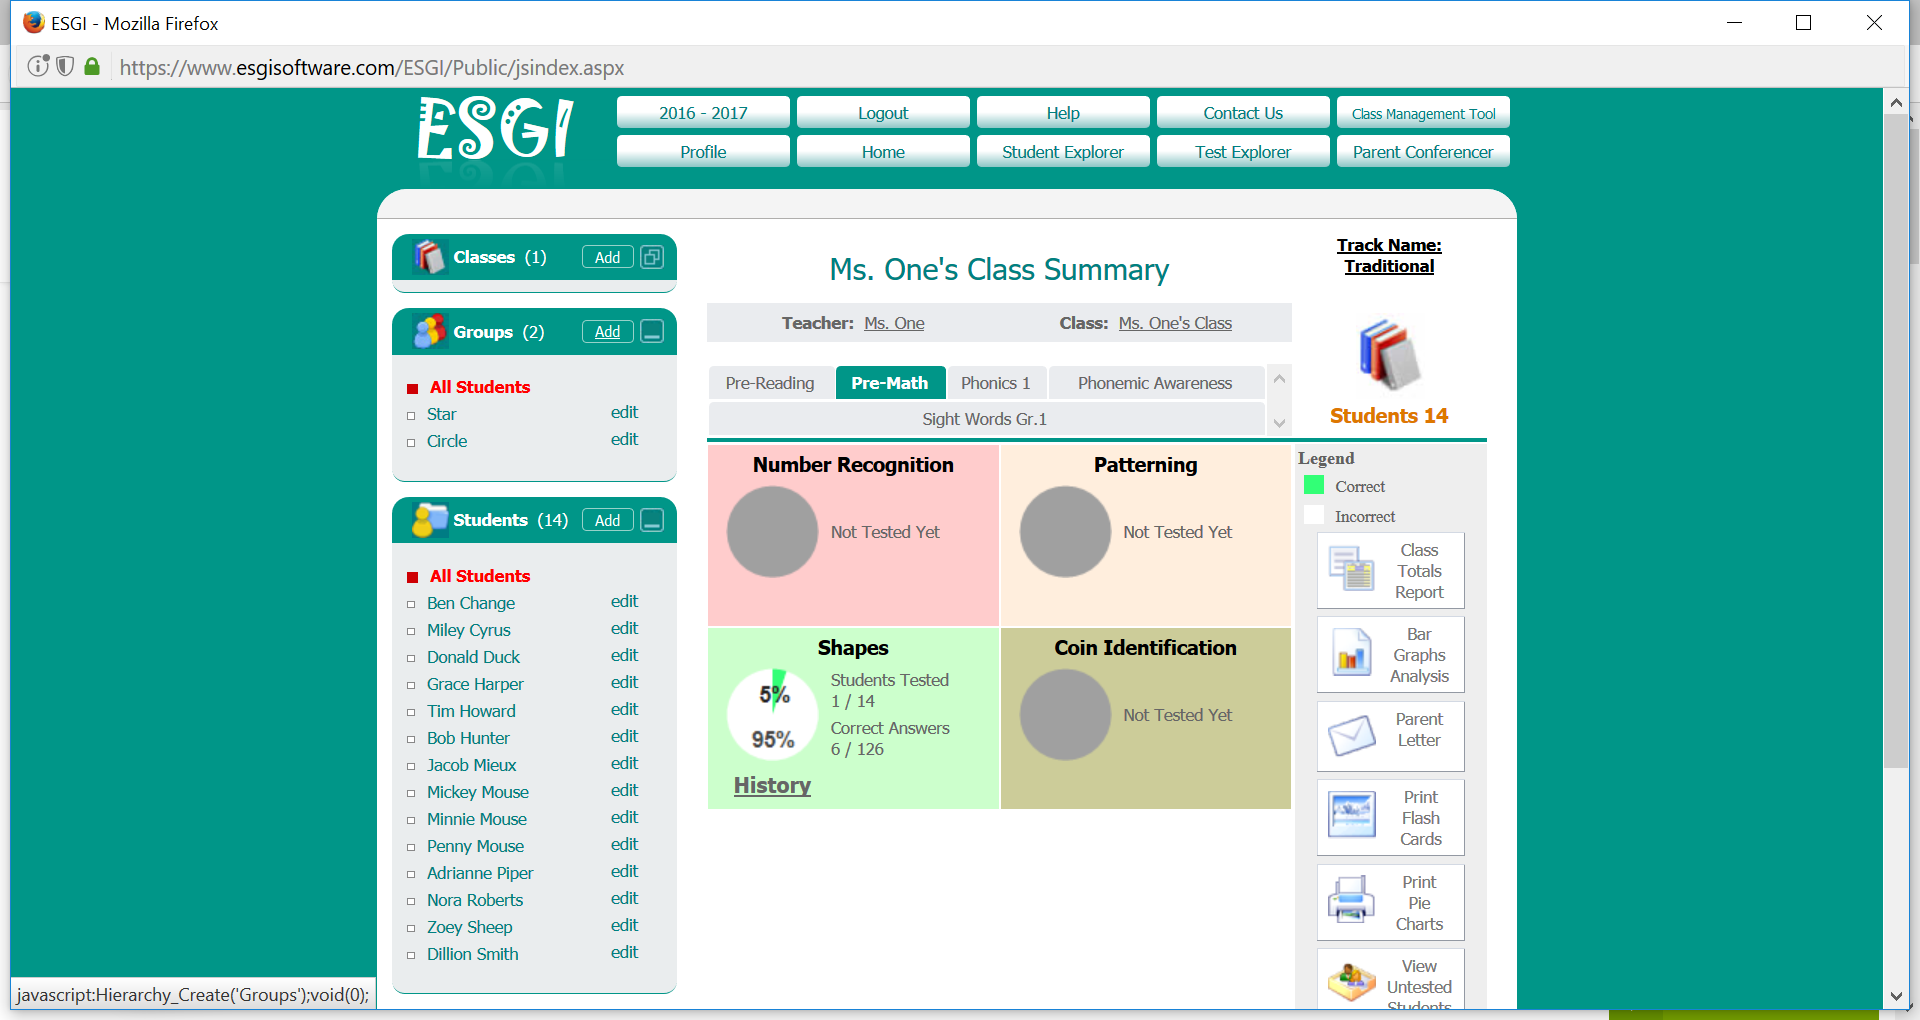 ESGI - Mozilla Firefox
https://www.esgisoftware.com/ESGI/Public/jsindex.aspx
ESGI
2016 - 2017
Logout
Help
Contact Us
Class Management Tool
Profile
Home
Student Explorer
Test Explorer
Parent Conferencer
Classes (1)
Add
Groups (2)
Add
All Students
Star edit
Circle edit
Students (14)
Add
All Students
Ben Change edit
Miley Cyrus edit
Donald Duck edit
Grace Harper edit
Tim Howard edit
Bob Hunter edit
Jacob Mieux edit
Mickey Mouse edit
Minnie Mouse edit
Penny Mouse edit
Adrianne Piper edit
Nora Roberts edit
Zoey Sheep edit
Dillion Smith edit
Ms. One's Class Summary
Teacher: Ms. One
Class: Ms. One's Class
Pre-Reading
Pre-Math
Phonics 1
Phonemic Awareness
Sight Words Gr.1
Number Recognition
Not Tested Yet
Patterning
Not Tested Yet
Shapes
5%
95%
Students Tested
1 / 14
Correct Answers
6 / 126
History
Coin Identification
Not Tested Yet
Track Name:
Traditional
Students 14
Legend
Correct
Incorrect
Class
Totals
Report
Bar
Graphs
Analysis
Parent
Letter
Print
Flash
Cards
Print
Pie
Charts
View
Untested
Students
javascript:Hierarchy_Create('Groups');void(0);